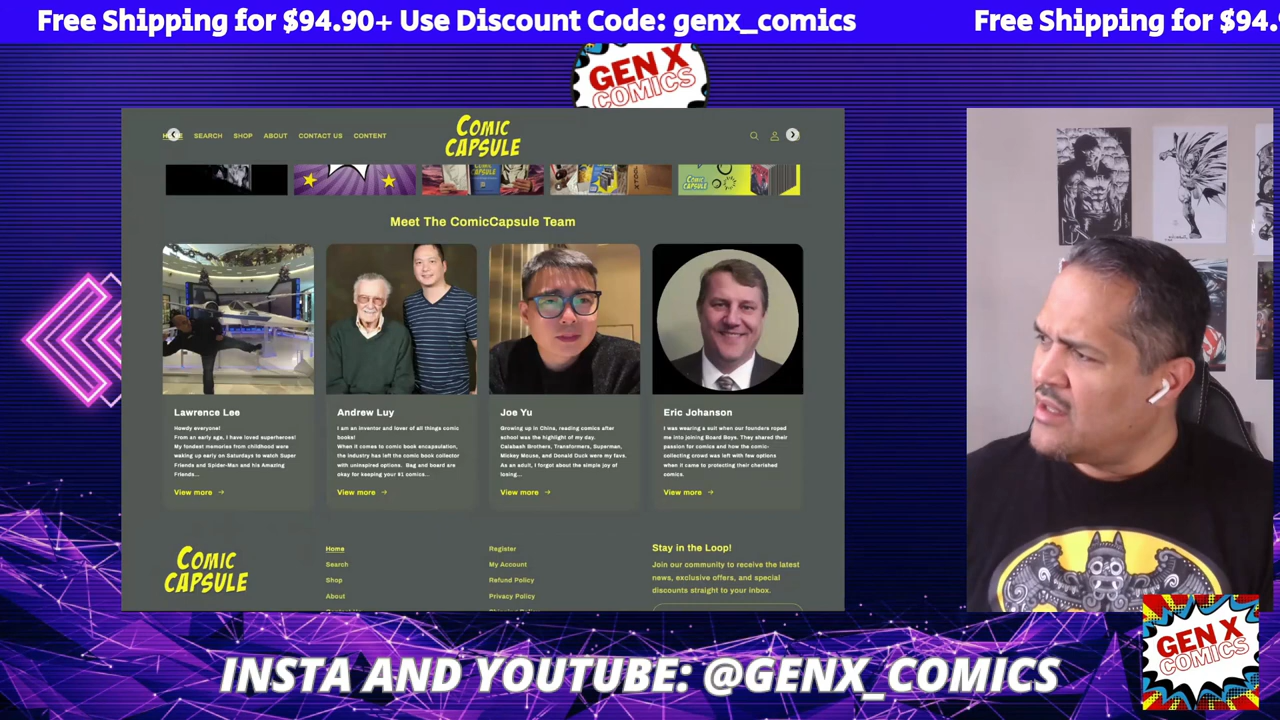 Free Shipping for $94.90+ Use Discount Code: genx_comics
Free Shipping for $94.
GEN X
COMICS
SEARCH
SHOP
ABOUT
CONTACT US
CONTENT
COMIC
CAPSULE
Meet The ComicCapsule Team
Lawrence Lee
Howdy everyone!
From an early age, I have loved superheroes!
My fondest memories from childhood were
waking up early on Saturdays to watch Super
Friends and Spider-Man and his Amazing
Friends...
View more →
Andrew Luy
I am an inventor and lover of all things comic
books!
When it comes to comic book encapsulation,
the industry has left the comic book collector
with uninspired options. Bag and board are
okay for keeping your #1 comics...
View more →
Joe Yu
Growing up in China, reading comics after
school was the highlight of my day.
Calabash Brothers, Transformers, Superman,
Mickey Mouse, and Donald Duck were my favs.
As an adult, I forgot about the simple joy of
losing...
View more →
Eric Johanson
I was wearing a suit when our founders roped
me into joining Board Boys. They shared their
passion for comics and how the comic-
collecting crowd was left with few options
when it came to protecting their cherished
comics.
View more →
COMIC
CAPSULE
Home
Search
Shop
About
Register
My Account
Refund Policy
Privacy Policy
Stay in the Loop!
Join our community to receive the latest
news, exclusive offers, and special
discounts straight to your inbox.
GEN X
COMICS
INSTA AND YOUTUBE: @GENX_COMICS